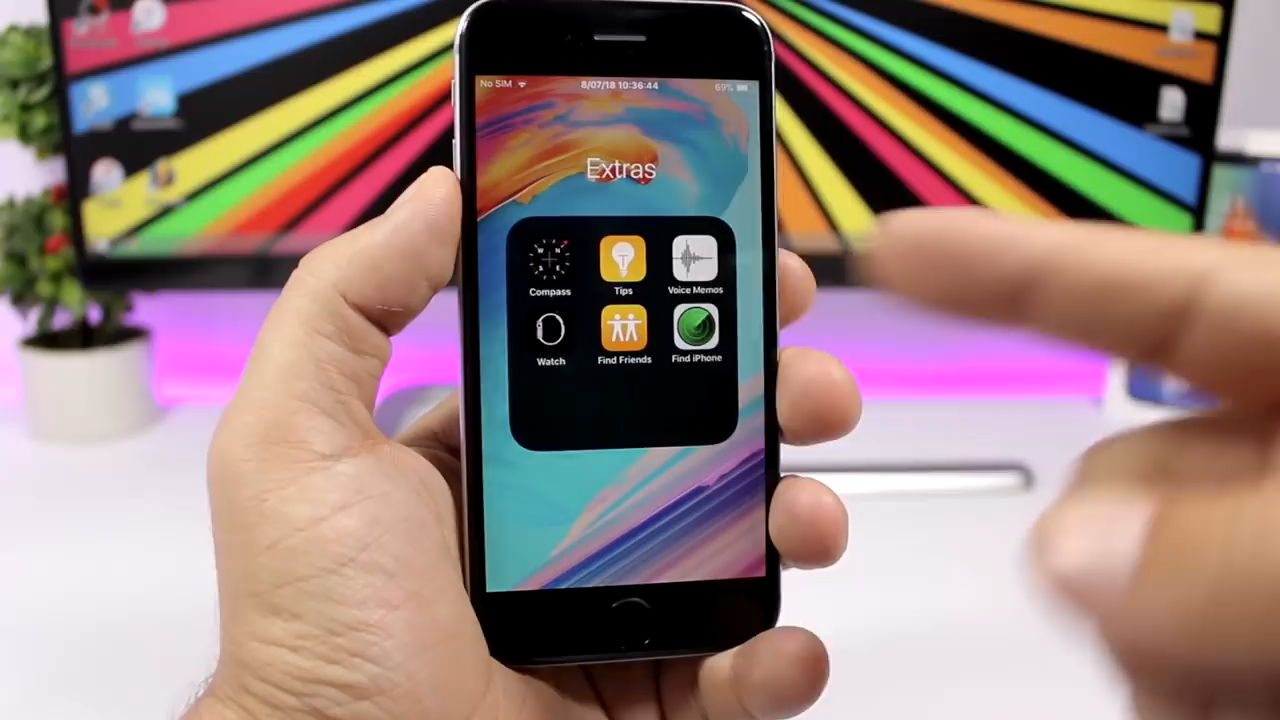 No SIM 8/07/18 10:36:44 69%
Extras
N
W E
S
Compass Tips Voice Memos
Watch Find Friends Find iPhone